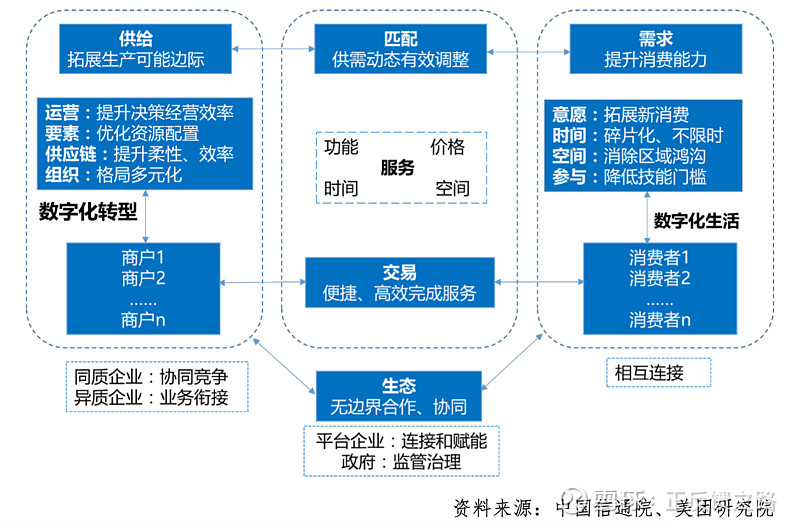 供给
拓展生产可能边际
匹配
供需动态有效调整
需求
提升消费能力
运营：提升决策经营效率
要素：优化资源配置
供应链：提升柔性、效率
组织：格局多元化
功能
价格
服务
时间
空间
意愿：拓展新消费
时间：碎片化、不限时
空间：消除区域鸿沟
参与：降低技能门槛
数字化转型
数字化生活
商户1
商户2
......
商户n
交易
便捷、高效完成服务
消费者1
消费者2
......
消费者n
同质企业：协同竞争
异质企业：业务衔接
生态
无边界合作、协同
相互连接
平台企业：连接和赋能
政府：监管治理
资料来源：中国信通院、美团研究院
雪球：正反馈之路